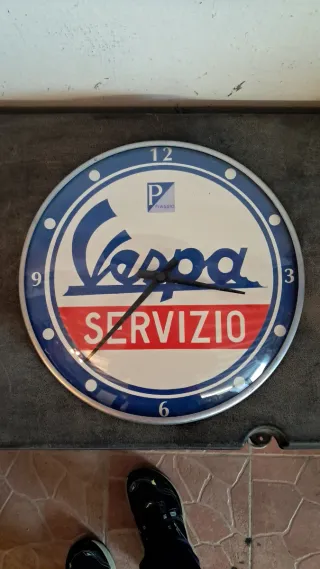 12
P
PIAGGIO
Vespa
9
3
SERVIZIO
6